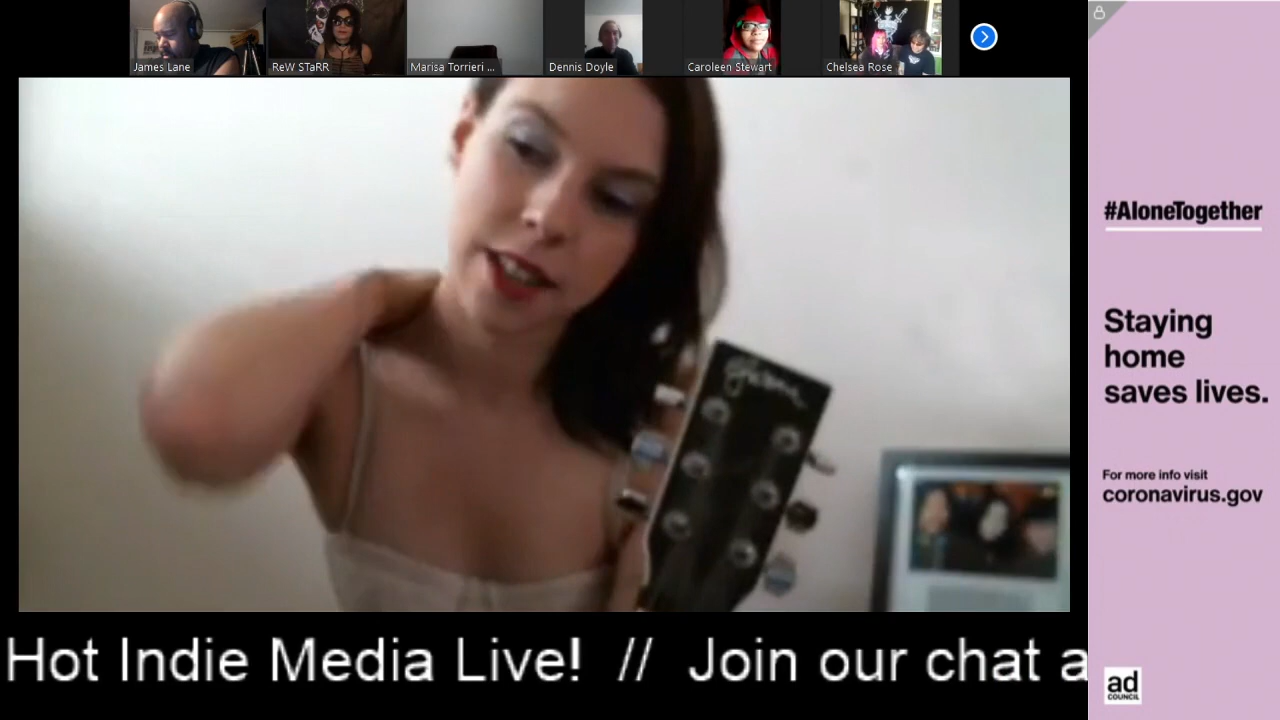 James Lane
ReW STaRR
Marisa Torrieri ...
Dennis Doyle
Caroleen Stewart
Chelsea Rose
#AloneTogether
Staying
home
saves lives.
For more info visit
coronavirus.gov
Hot Indie Media Live! // Join our chat a
ad
COUNCIL